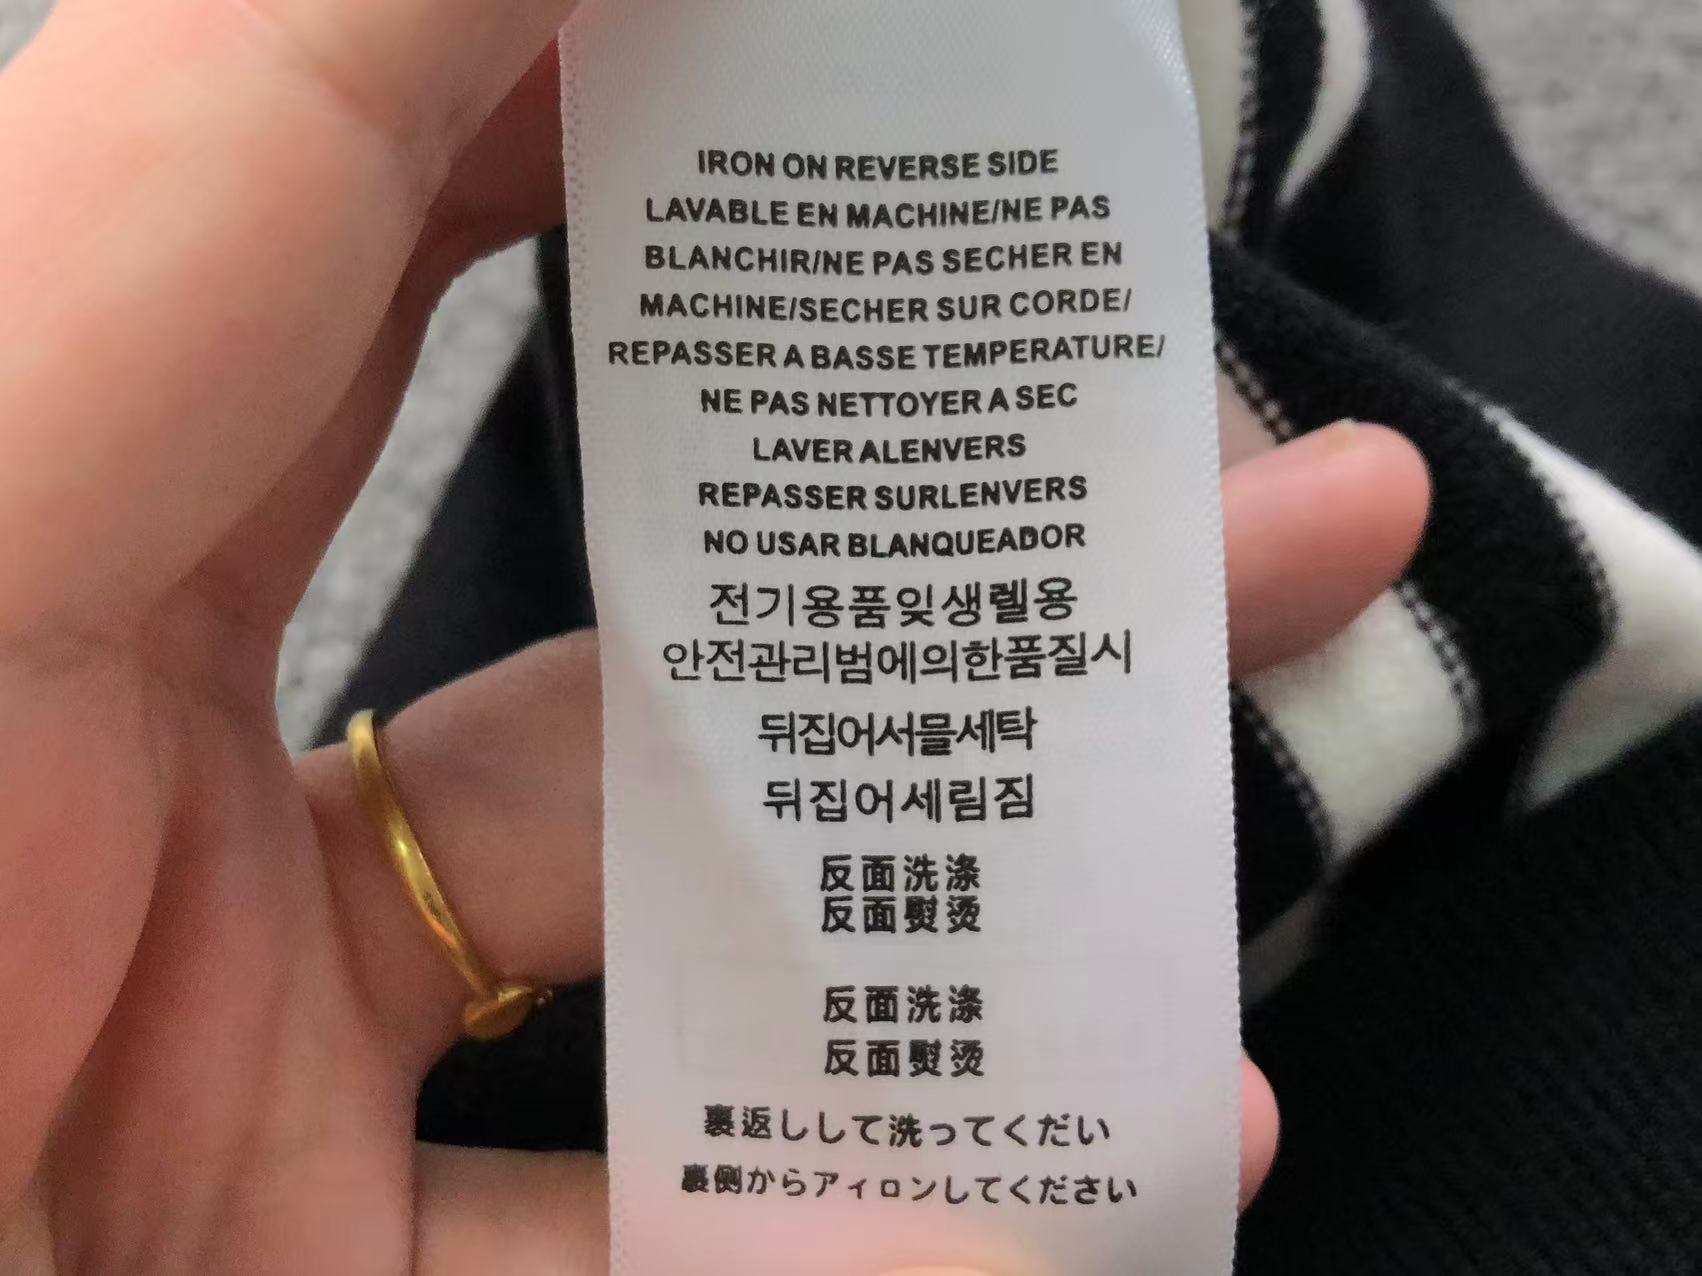 IRON ON REVERSE SIDE
LAVABLE EN MACHINE/NE PAS
BLANCHIR/NE PAS SECHER EN
MACHINE/SECHER SUR CORDE/
REPASSER A BASSE TEMPERATURE/
NE PAS NETTOYER A SEC
LAVER ALENVERS
REPASSER SURLENVERS
NO USAR BLANQUEADOR
전기용품잊생렐용
안전관리범에의한품질시
뒤집어서물세탁
뒤집어세림짐
反面洗涤
反面熨烫
反面洗涤
反面熨烫
裏返しして洗ってくだい
裏側からアィロンしてください